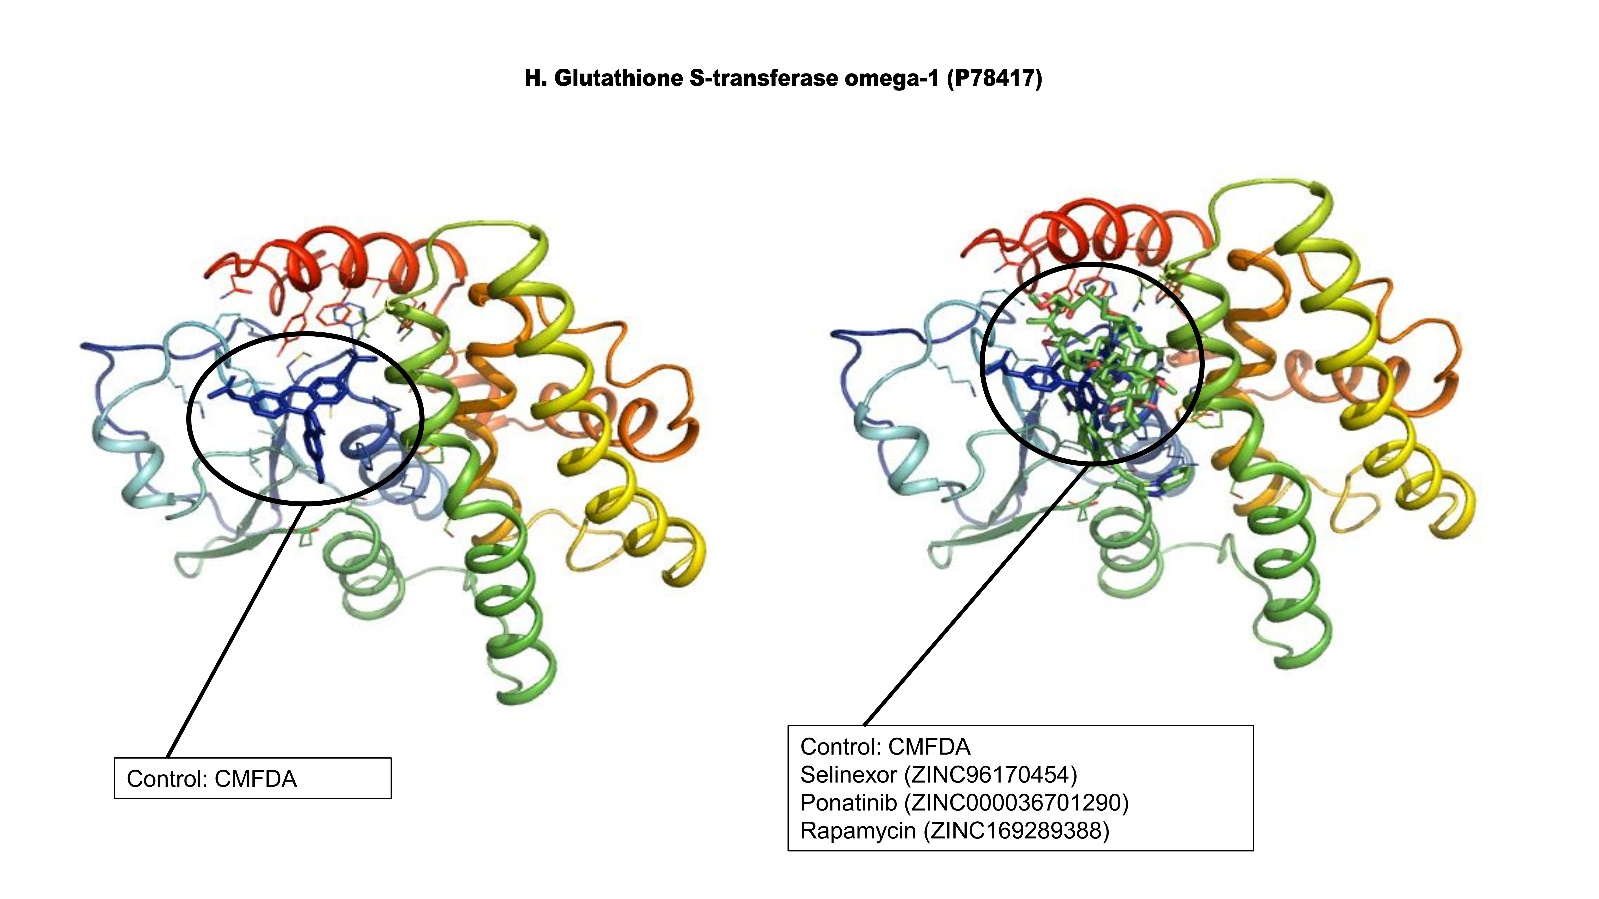 H. Glutathione S-transferase omega-1 (P78417)
Control: CMFDA
Control: CMFDA
Selinexor (ZINC96170454)
Ponatinib (ZINC000036701290)
Rapamycin (ZINC169289388)